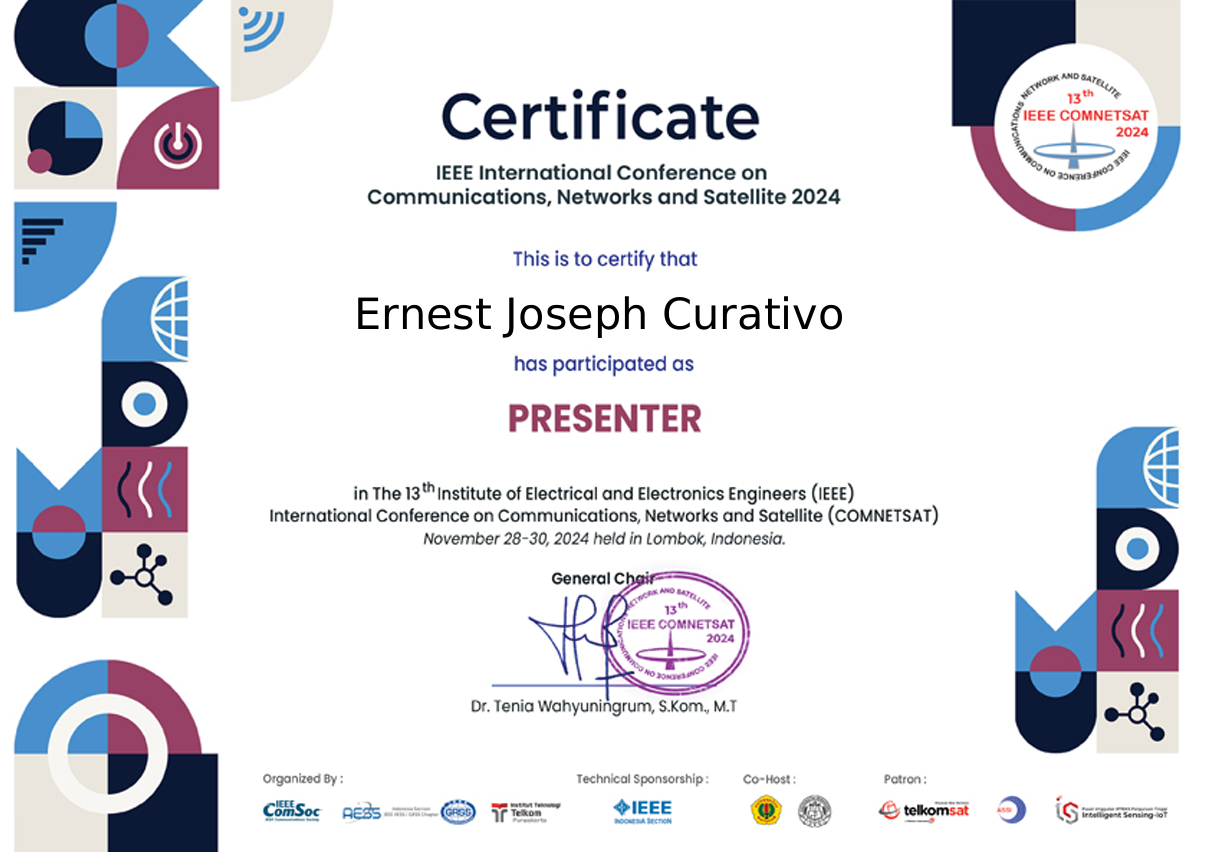 NETWORK AND SATELLITE
13th
IEEE COMNETSAT
2024
IEEE CONFERENCE ON COMMUNICATIONS
Certificate
IEEE International Conference on
Communications, Networks and Satellite 2024
This is to certify that
Ernest Joseph Curativo
has participated as
PRESENTER
in The 13th Institute of Electrical and Electronics Engineers (IEEE)
International Conference on Communications, Networks and Satellite (COMNETSAT)
November 28-30, 2024 held in Lombok, Indonesia.
General Chair
NETWORK AND SATELLITE
13th
IEEE COMNETSAT
2024
IEEE CONFERENCE ON COMMUNICATIONS
Dr. Tenia Wahyuningrum, S.Kom., M.T
Organized By :
Technical Sponsorship :
Co-Host :
Patron :
IEEE
ComSoc
IEEE Communications Society
AESS
Indonesia Section
IEEE AESS / GRSS Chapter
GRSS
Institut Teknologi
Telkom
Purwokerto
IEEE
INDONESIA SECTION
telkomsat
ASSI
Intelligent Sensing-IoT